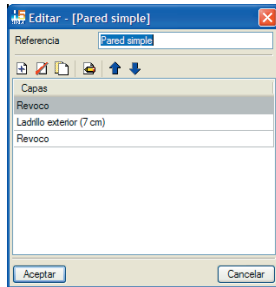 Editar - [Pared simple]
Referencia Pared simple
Capas
Revoco
Ladrillo exterior (7 cm)
Revoco
Aceptar Cancelar